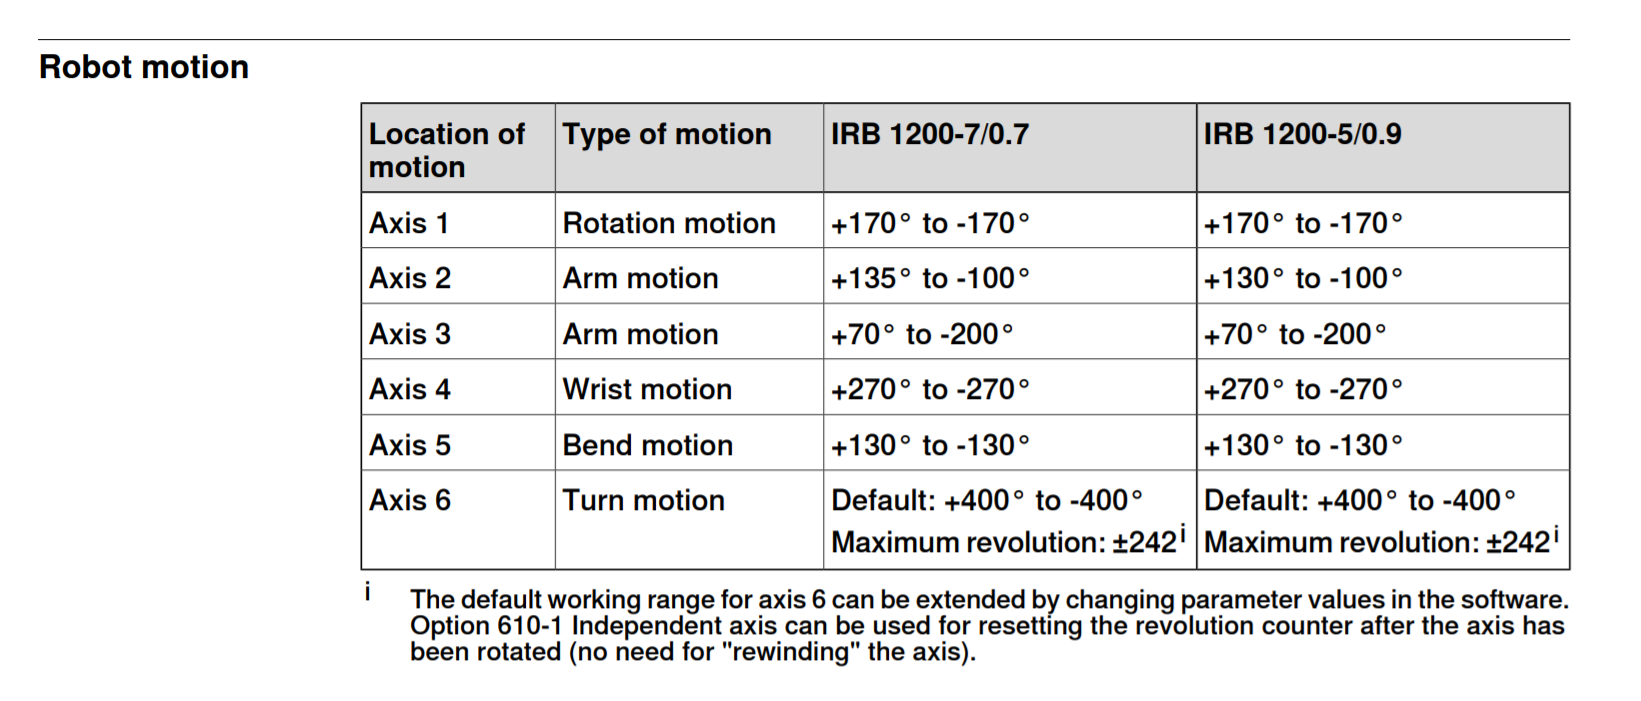 Robot motion
Location of motion Type of motion IRB 1200-7/0.7 IRB 1200-5/0.9
Axis 1 Rotation motion +170° to -170° +170° to -170°
Axis 2 Arm motion +135° to -100° +130° to -100°
Axis 3 Arm motion +70° to -200° +70° to -200°
Axis 4 Wrist motion +270° to -270° +270° to -270°
Axis 5 Bend motion +130° to -130° +130° to -130°
Axis 6 Turn motion Default: +400° to -400° Default: +400° to -400°
Maximum revolution: ±242 i Maximum revolution: ±242 i
i The default working range for axis 6 can be extended by changing parameter values in the software.
Option 610-1 Independent axis can be used for resetting the revolution counter after the axis has
been rotated (no need for "rewinding" the axis).